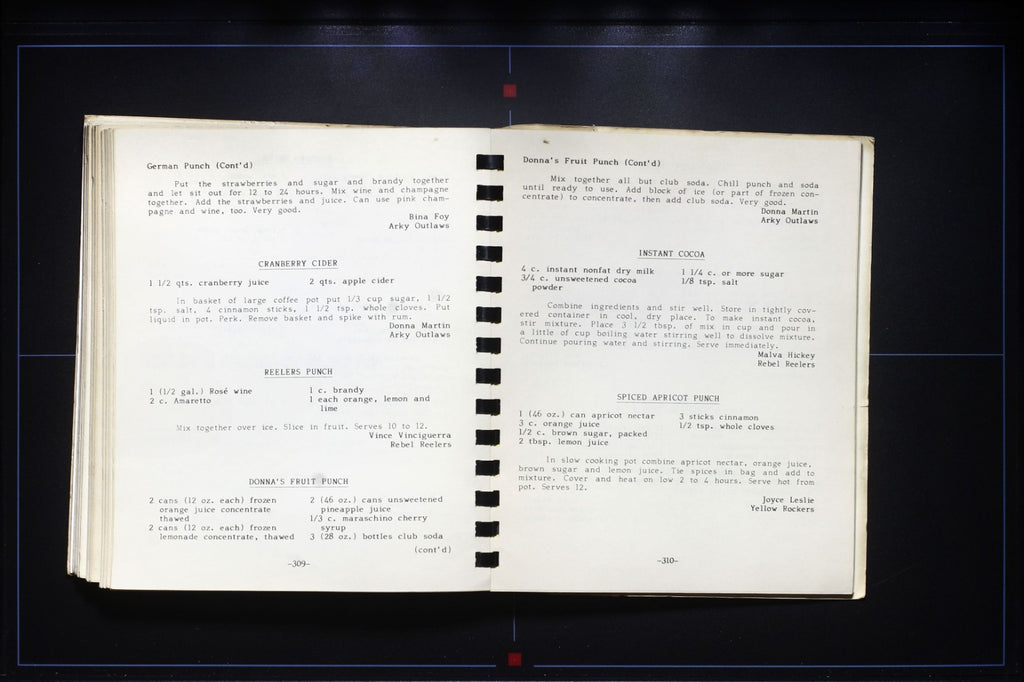 German Punch (Cont'd)
Put the strawberries and sugar and brandy together
and let sit out for 12 to 24 hours. Mix wine and champagne
together. Add the strawberries and juice. Can use pink cham-
pagne and wine, too. Very good.
Bina Foy
Arky Outlaws
CRANBERRY CIDER
1 1/2 qts. cranberry juice 2 qts. apple cider
In basket of large coffee pot put 1/3 cup sugar, 1 1/2
tsp. salt, 4 cinnamon sticks, 1 1/2 tsp. whole cloves. Put
liquid in pot. Perk. Remove basket and spike with rum.
Donna Martin
Arky Outlaws
REELERS PUNCH
1 (1/2 gal.) Rosé wine
2 c. Amaretto
1 c. brandy
1 each orange, lemon and
lime
Mix together over ice. Slice in fruit. Serves 10 to 12.
Vince Vinciguerra
Rebel Reelers
DONNA'S FRUIT PUNCH
2 cans (12 oz. each) frozen
orange juice concentrate
thawed
2 cans (12 oz. each) frozen
lemonade concentrate, thawed
2 (46 oz.) cans unsweetened
pineapple juice
1/3 c. maraschino cherry
syrup
3 (28 oz.) bottles club soda
(cont'd)
-309-
Donna's Fruit Punch (Cont'd)
Mix together all but club soda. Chill punch and soda
until ready to use. Add block of ice (or part of frozen con-
centrate) to concentrate, then add club soda. Very good.
Donna Martin
Arky Outlaws
INSTANT COCOA
4 c. instant nonfat dry milk
3/4 c. unsweetened cocoa
powder
1 1/4 c. or more sugar
1/8 tsp. salt
Combine ingredients and stir well. Store in tightly cov-
ered container in cool, dry place. To make instant cocoa,
stir mixture. Place 3 1/2 tbsp. of mix in cup and pour in
a little of cup boiling water stirring well to dissolve mixture.
Continue pouring water and stirring. Serve immediately.
Malva Hickey
Rebel Reelers
SPICED APRICOT PUNCH
1 (46 oz.) can apricot nectar
3 c. orange juice
1/2 c. brown sugar, packed
2 tbsp. lemon juice
3 sticks cinnamon
1/2 tsp. whole cloves
In slow cooking pot combine apricot nectar, orange juice,
brown sugar and lemon juice. Tie spices in bag and add to
mixture. Cover and heat on low 2 to 4 hours. Serve hot from
pot. Serves 12.
Joyce Leslie
Yellow Rockers
-310-